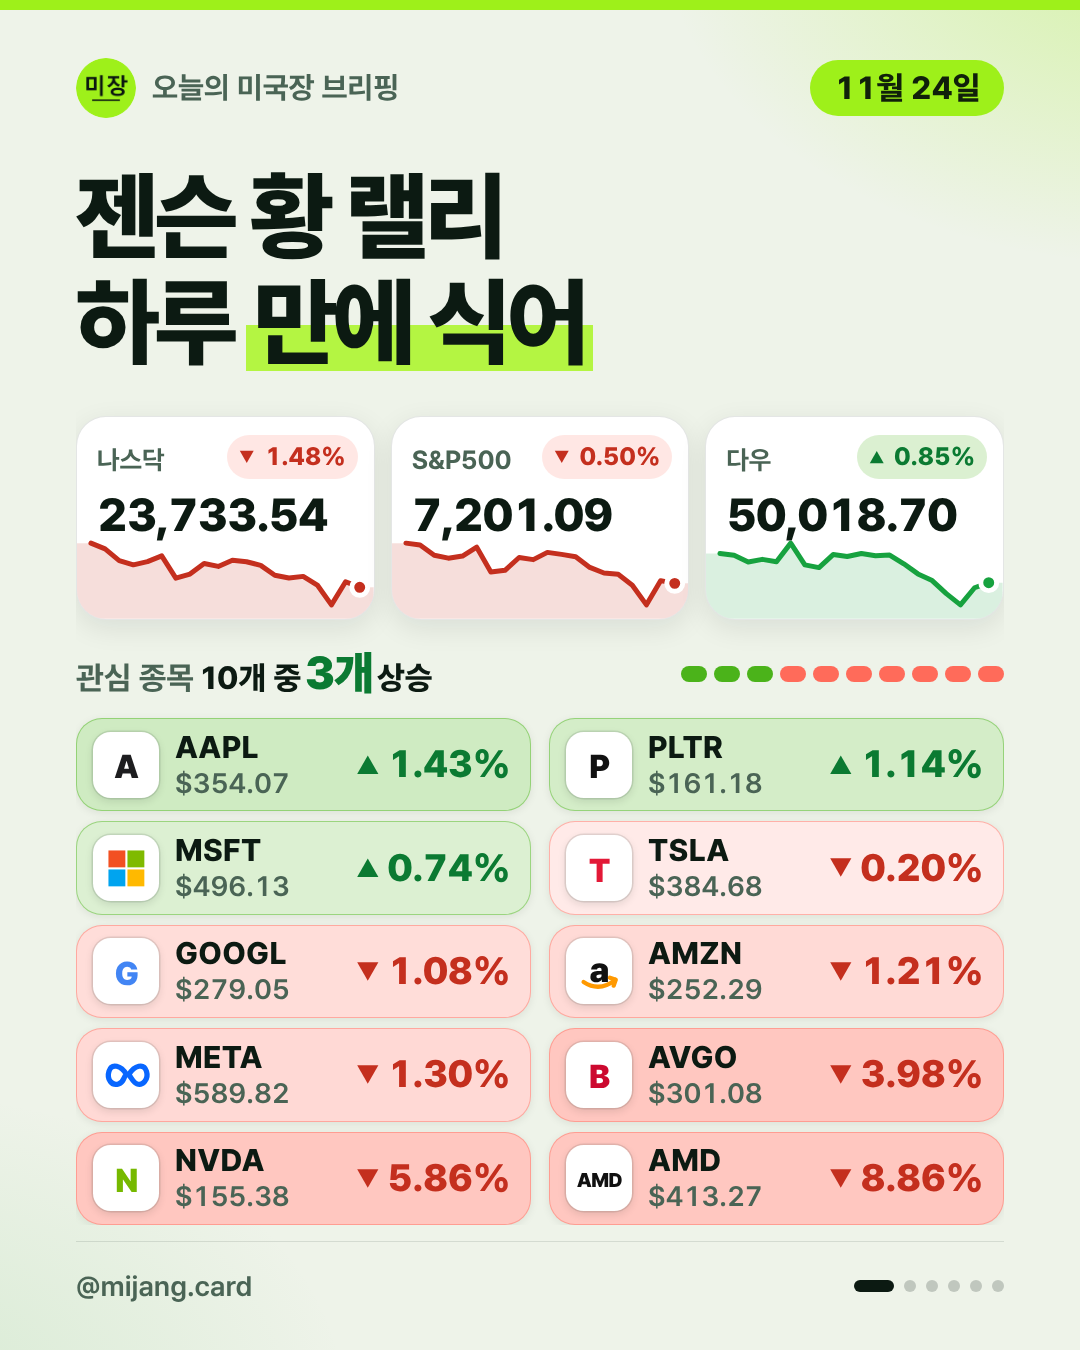 미장 오늘의 미국장 브리핑
11월 24일
젠슨 황 랠리
하루 만에 식어
나스닥 ▼ 1.48%
23,733.54
S&P500 ▼ 0.50%
7,201.09
다우 ▲ 0.85%
50,018.70
관심 종목 10개 중 3개 상승
A AAPL ▲ 1.43%
$354.07
P PLTR ▲ 1.14%
$161.18
MSFT ▲ 0.74%
$496.13
T TSLA ▼ 0.20%
$384.68
G GOOGL ▼ 1.08%
$279.05
a AMZN ▼ 1.21%
$252.29
META ▼ 1.30%
$589.82
B AVGO ▼ 3.98%
$301.08
N NVDA ▼ 5.86%
$155.38
AMD AMD ▼ 8.86%
$413.27
@mijang.card